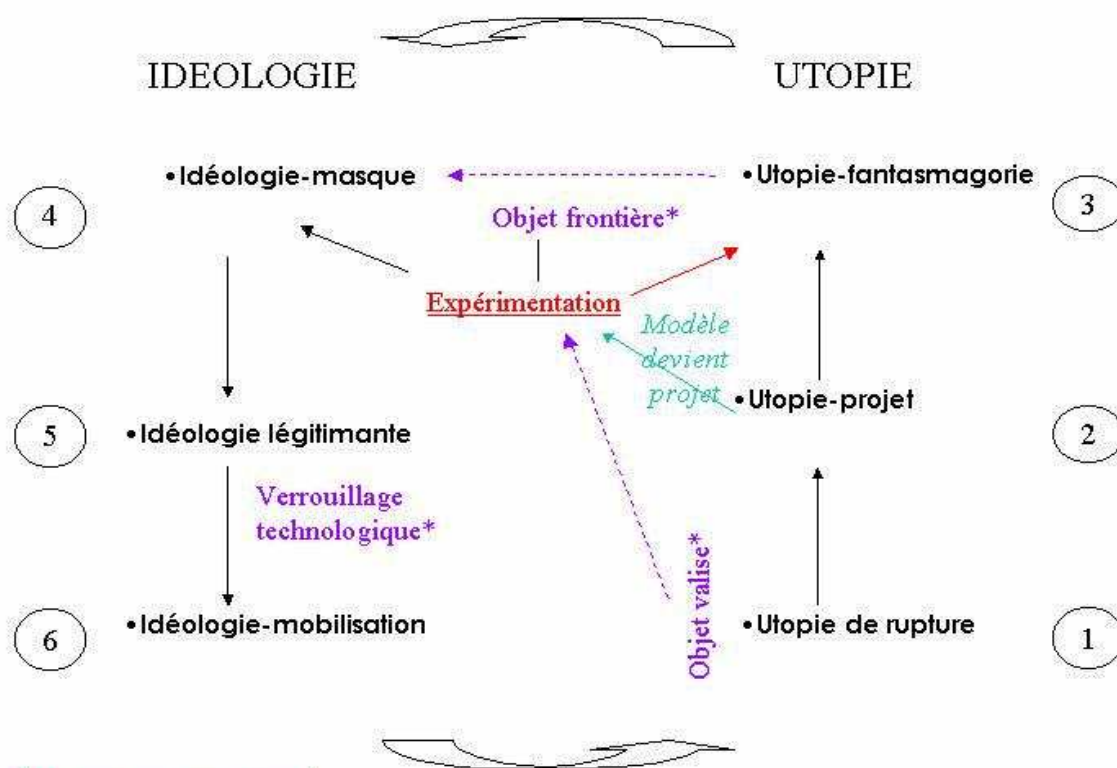 IDEOLOGIE
UTOPIE
•Idéologie-masque
•Utopie-fantasmagorie
4
3
Objet frontière*
Expérimentation
Modèle
devient
projet
•Utopie-projet
5
•Idéologie légitimante
2
Verrouillage
technologique*
Objet valise*
6
•Idéologie-mobilisation
•Utopie de rupture
1